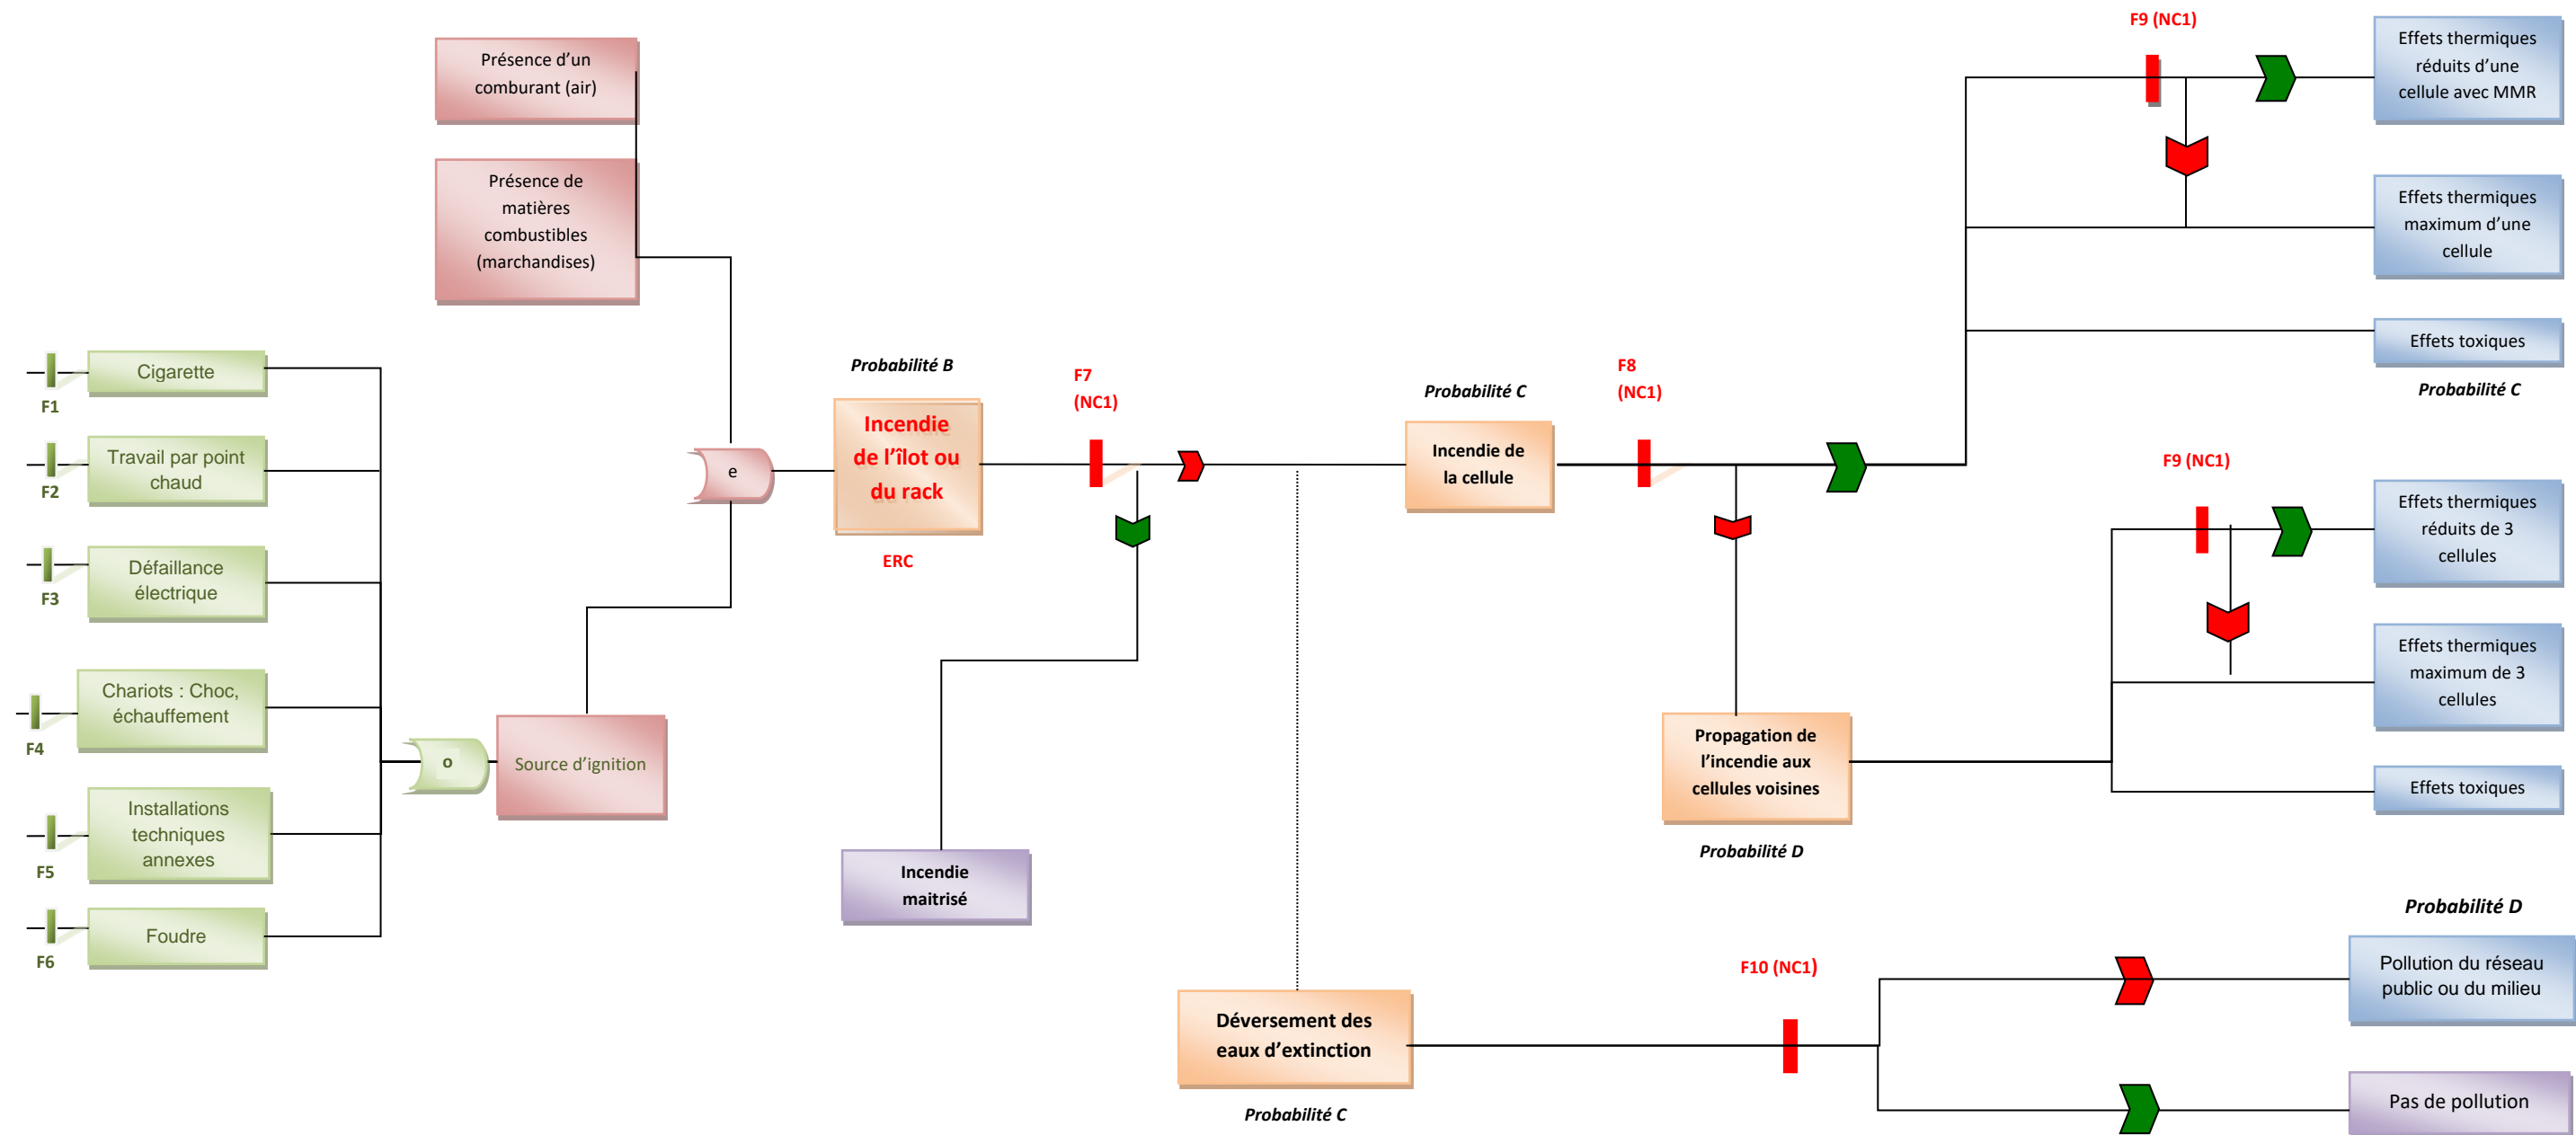 F9 (NC1)
Effets thermiques
réduits d'une
cellule avec MMR
Présence d'un
comburant (air)
Présence de
matières
combustibles
(marchandises)
Effets thermiques
maximum d'une
cellule
Effets toxiques
Probabilité C
Cigarette
F1
Travail par point
chaud
F2
Défaillance
électrique
F3
Chariots : Choc,
échauffement
F4
Installations
techniques
annexes
F5
Foudre
F6
o
Source d'ignition
e
Probabilité B
Incendie
de l'îlot ou
du rack
ERC
F7
(NC1)
Incendie
maitrisé
Probabilité C
Incendie de
la cellule
F8
(NC1)
Propagation de
l'incendie aux
cellules voisines
Probabilité D
F9 (NC1)
Effets thermiques
réduits de 3
cellules
Effets thermiques
maximum de 3
cellules
Effets toxiques
Déversement des
eaux d'extinction
Probabilité C
F10 (NC1)
Probabilité D
Pollution du réseau
public ou du milieu
Pas de pollution